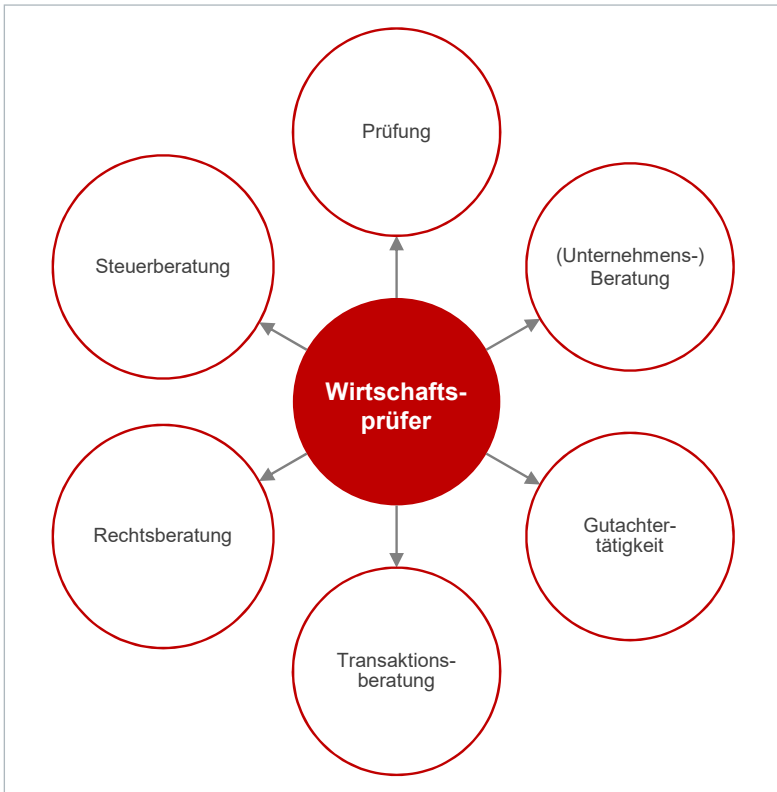 Prüfung
(Unternehmens-)
Beratung
Steuerberatung
Wirtschafts-
prüfer
Rechtsberatung
Gutachter-
tätigkeit
Transaktions-
beratung